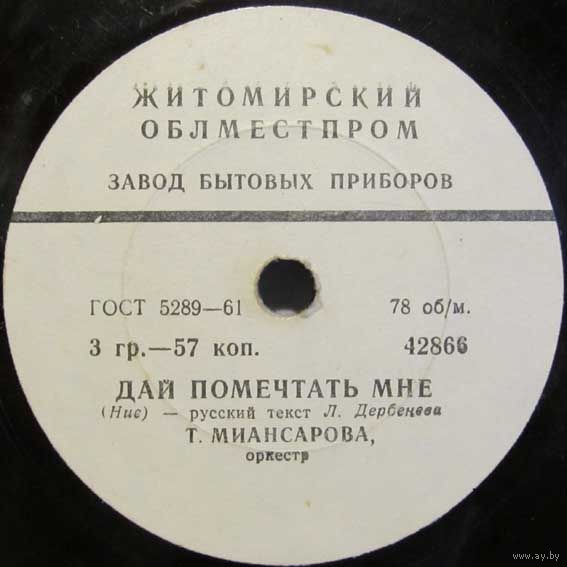 ЖИТОМИРСКИЙ
ОБЛМЕСТПРОМ
ЗАВОД БЫТОВЫХ ПРИБОРОВ
ГОСТ 5289—61 78 об/м.
3 гр.—57 коп. 42866
ДАЙ ПОМЕЧТАТЬ МНЕ
(Нис) — русский текст Л. Дербенева
Т. МИАНСАРОВА,
оркестр
www.ay.by